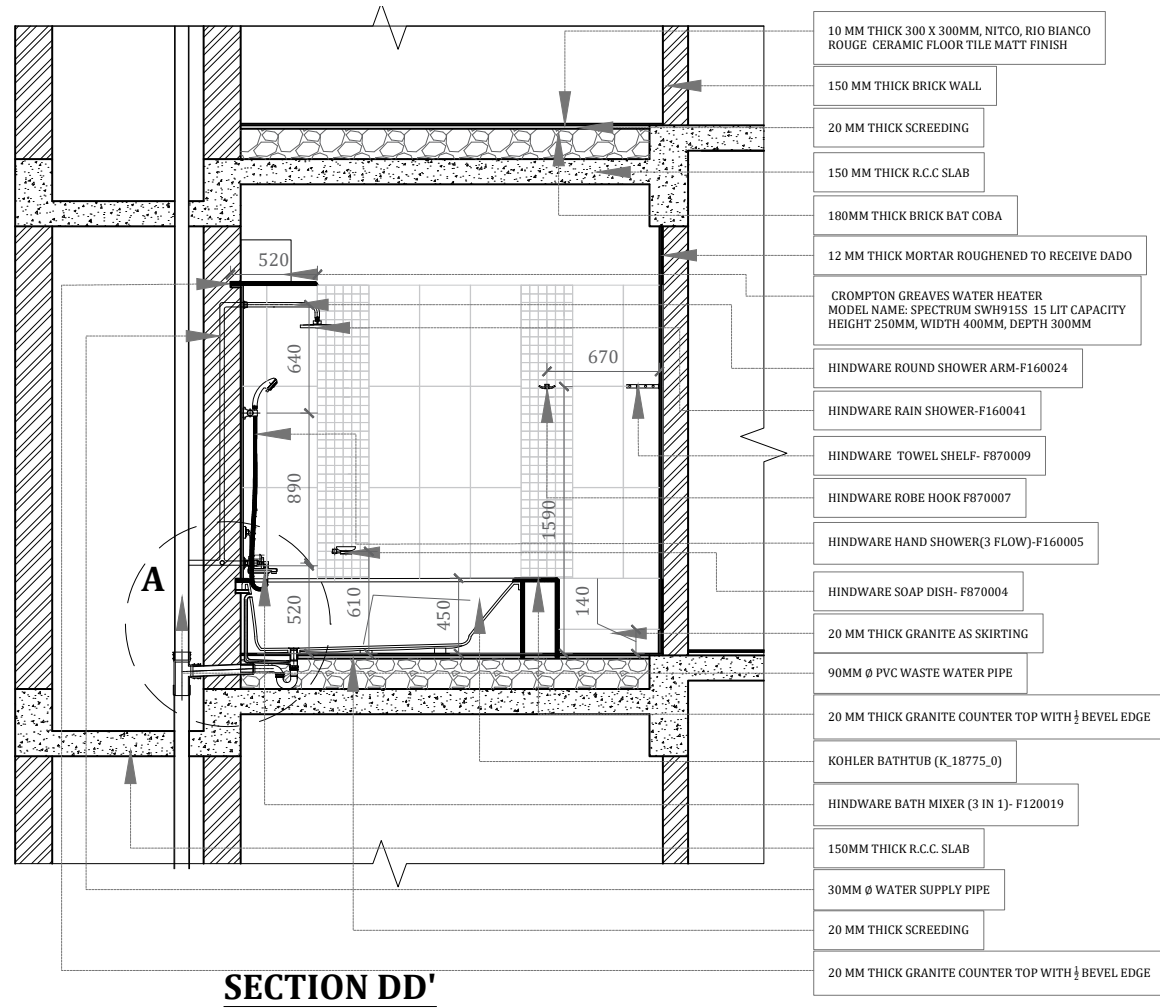 10 MM THICK 300 X 300MM, NITCO, RIO BIANCO
ROUGE CERAMIC FLOOR TILE MATT FINISH
150 MM THICK BRICK WALL
20 MM THICK SCREEDING
150 MM THICK R.C.C SLAB
180MM THICK BRICK BAT COBA
12 MM THICK MORTAR ROUGHENED TO RECEIVE DADO
CROMPTON GREAVES WATER HEATER
MODEL NAME: SPECTRUM SWH915S 15 LIT CAPACITY
HEIGHT 250MM, WIDTH 400MM, DEPTH 300MM
HINDWARE ROUND SHOWER ARM-F160024
HINDWARE RAIN SHOWER-F160041
HINDWARE TOWEL SHELF- F870009
HINDWARE ROBE HOOK F870007
HINDWARE HAND SHOWER(3 FLOW)-F160005
HINDWARE SOAP DISH- F870004
20 MM THICK GRANITE AS SKIRTING
90MM Ø PVC WASTE WATER PIPE
20 MM THICK GRANITE COUNTER TOP WITH ½ BEVEL EDGE
KOHLER BATHTUB (K_18775_0)
HINDWARE BATH MIXER (3 IN 1)- F120019
150MM THICK R.C.C. SLAB
30MM Ø WATER SUPPLY PIPE
20 MM THICK SCREEDING
20 MM THICK GRANITE COUNTER TOP WITH ½ BEVEL EDGE
520
640
670
890
1590
A
520
610
450
140
SECTION DD'